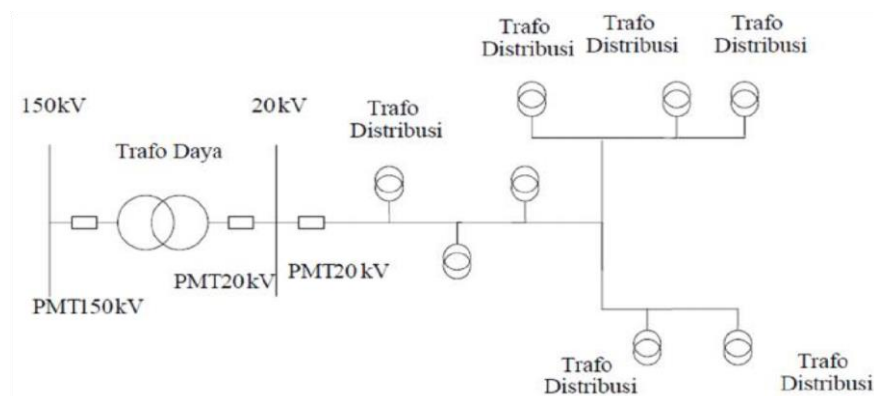 Trafo
Distribusi
Trafo
Distribusi
Trafo
Distribusi
150kV
20kV
Trafo
Distribusi
Trafo Daya
PMT150kV
PMT20kV
PMT20kV
Trafo
Distribusi
Trafo
Distribusi